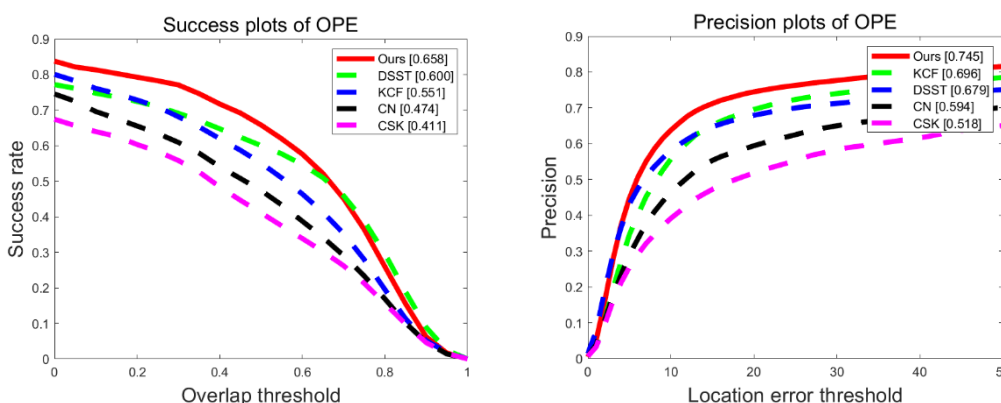 Success plots of OPE
0.9
0.8
0.7
0.6
0.5
0.4
0.3
0.2
0.1
0
Success rate
Ours [0.658]
DSST [0.600]
KCF [0.551]
CN [0.474]
CSK [0.411]
0 0.2 0.4 0.6 0.8 1
Overlap threshold
Precision plots of OPE
0.9
0.8
0.7
0.6
0.5
0.4
0.3
0.2
0.1
0
Precision
Ours [0.745]
KCF [0.696]
DSST [0.679]
CN [0.594]
CSK [0.518]
0 10 20 30 40 50
Location error threshold